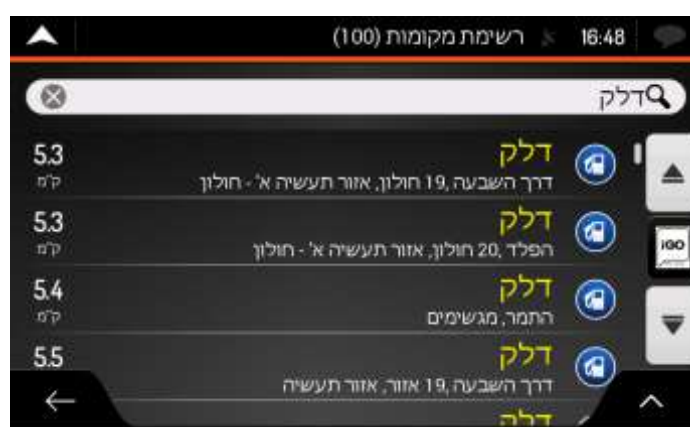 רשימת מקומות (100)
16:48
דלק
דלק
5.3
ק"מ
דרך השבעה 19, חולון, אזור תעשיה א' - חולון
דלק
5.3
ק"מ
הפלד 20, חולון, אזור תעשיה א' - חולון
iGO
דלק
5.4
ק"מ
התמר, מגשימים
דלק
5.5
דרך השבעה 19, אזור, אזור תעשיה
דלק